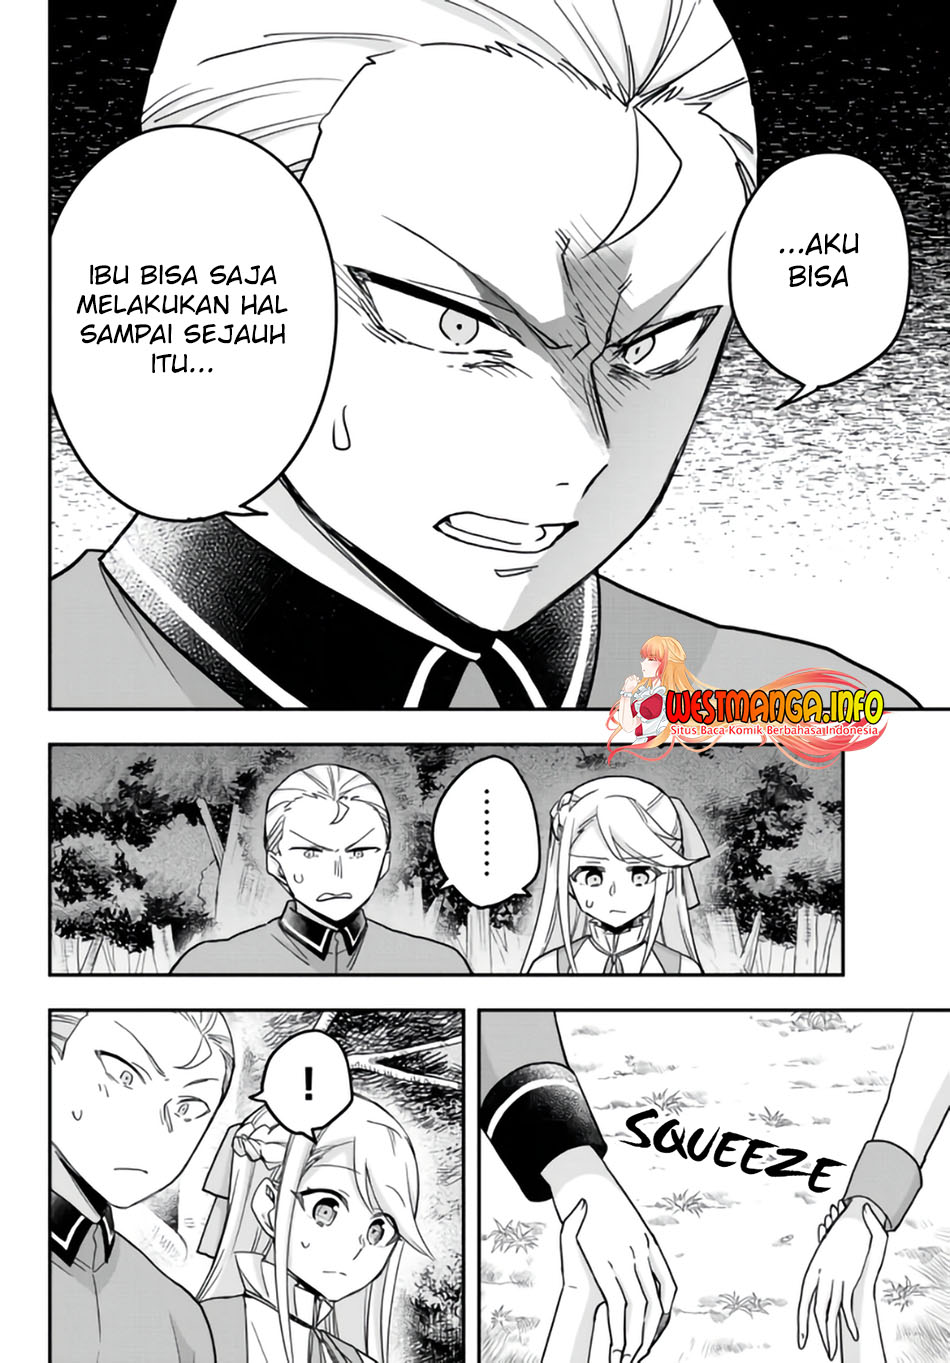 ...AKU
BISA
IBU BISA SAJA
MELAKUKAN HAL
SAMPAI SEJAUH
ITU...
WESTMANGA.INFO
Situs Baca Komik Berbahasa Indonesia
.........
!
SQUEEZE